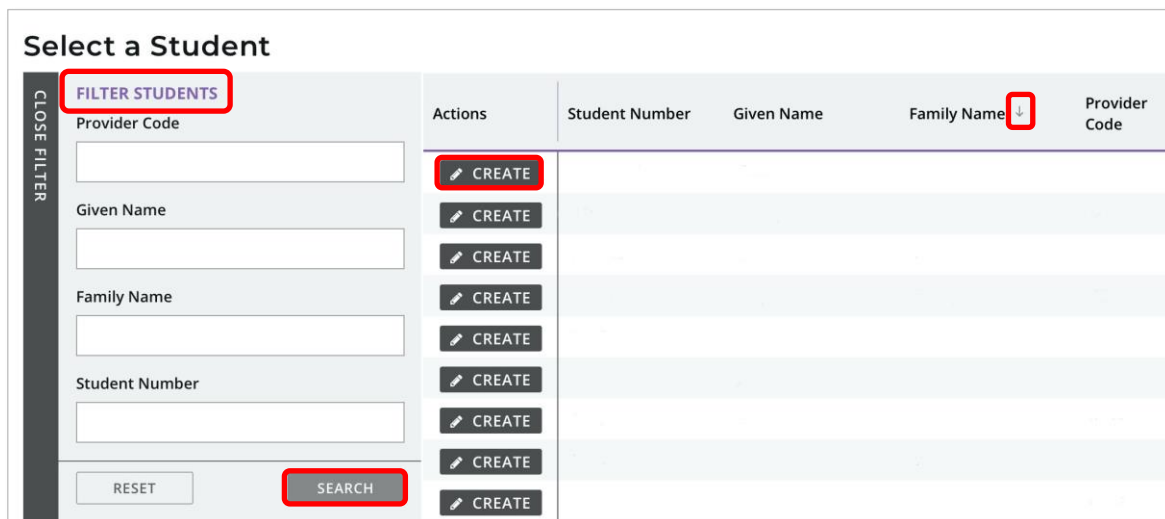 Select a Student
CLOSE FILTER
FILTER STUDENTS
Provider Code
Given Name
Family Name
Student Number
RESET
SEARCH
Actions
Student Number
Given Name
Family Name ↓
Provider
Code
CREATE
CREATE
CREATE
CREATE
CREATE
CREATE
CREATE
CREATE
CREATE